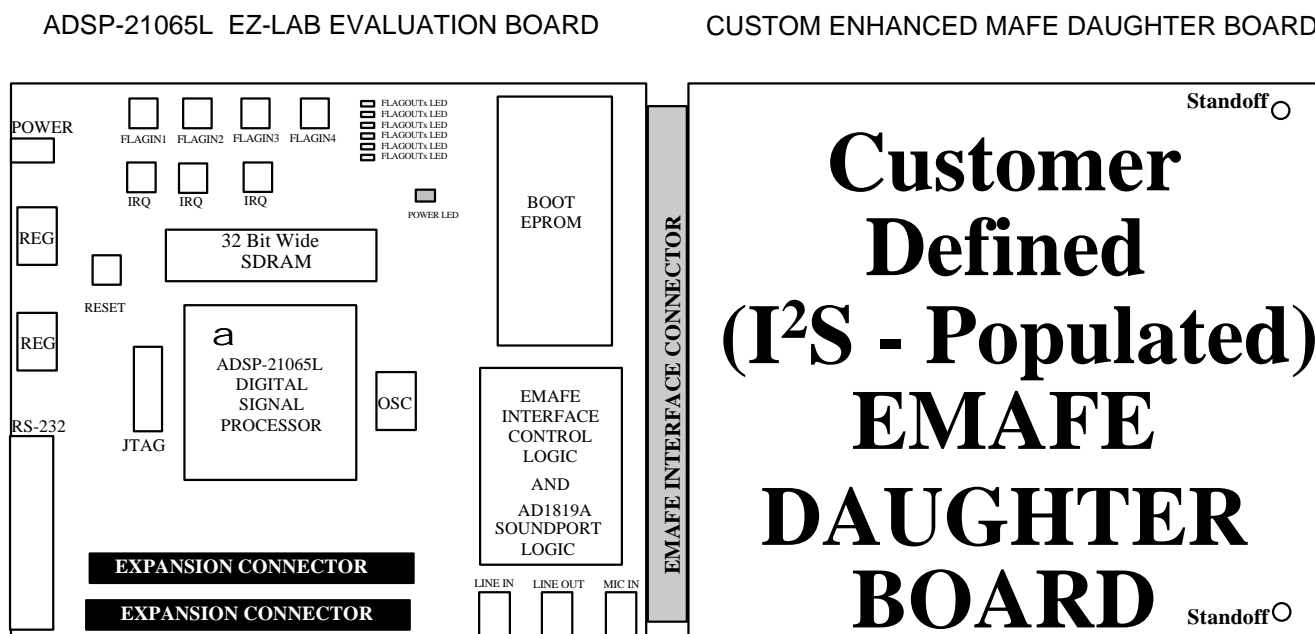 ADSP-21065L EZ-LAB EVALUATION BOARD
CUSTOM ENHANCED MAFE DAUGHTER BOARD
POWER
FLAGIN1
FLAGIN2
FLAGIN3
FLAGIN4
FLAGOUTx LED
FLAGOUTx LED
FLAGOUTx LED
FLAGOUTx LED
FLAGOUTx LED
FLAGOUTx LED
IRQ
IRQ
IRQ
POWER LED
BOOT
EPROM
REG
32 Bit Wide
SDRAM
RESET
REG
a
ADSP-21065L
DIGITAL
SIGNAL
PROCESSOR
OSC
JTAG
RS-232
EMAFE
INTERFACE
CONTROL
LOGIC
AND
AD1819A
SOUNDPORT
LOGIC
EXPANSION CONNECTOR
EXPANSION CONNECTOR
LINE IN
LINE OUT
MIC IN
EMAFE INTERFACE CONNECTOR
Standoff
Customer
Defined
(I²S - Populated)
EMAFE
DAUGHTER
BOARD
Standoff